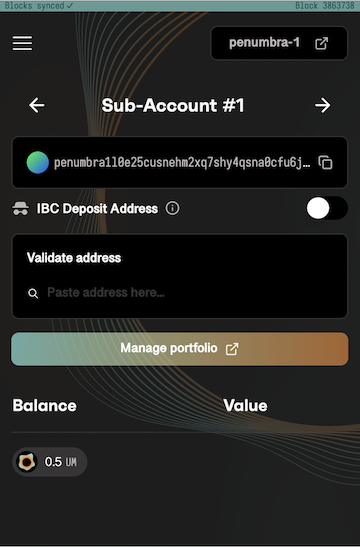 Blocks synced ✓ Block 3863738
penumbra-1
Sub-Account #1
penumbra1l0e25cusnehm2xq7shy4qsna0cfu6j…
IBC Deposit Address
Validate address
Paste address here...
Manage portfolio
Balance Value
0.5 UM